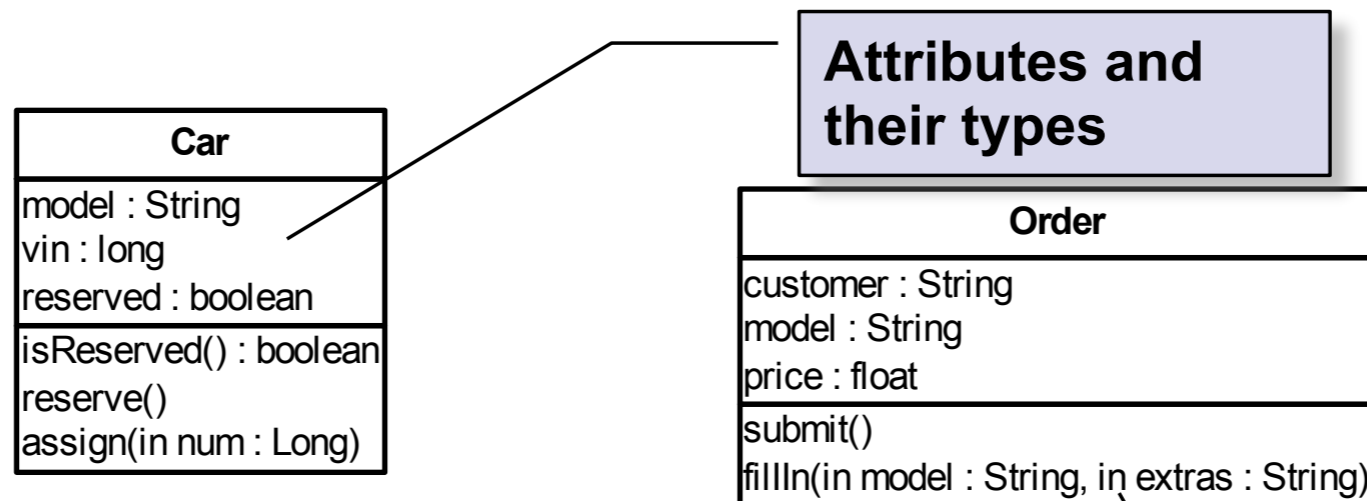 Attributes and
their types
Car
model : String
vin : long
reserved : boolean
isReserved() : boolean
reserve()
assign(in num : Long)
Order
customer : String
model : String
price : float
submit()
fillIn(in model : String, in extras : String)